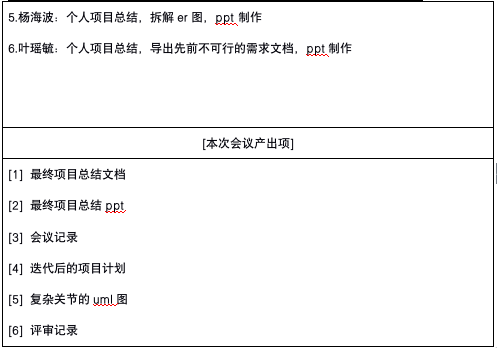 5.杨海波：个人项目总结，拆解 er 图，ppt 制作
6.叶瑶敏：个人项目总结，导出先前不可行的需求文档，ppt 制作
[本次会议产出项]
[1] 最终项目总结文档
[2] 最终项目总结 ppt
[3] 会议记录
[4] 迭代后的项目计划
[5] 复杂关节的 uml 图
[6] 评审记录